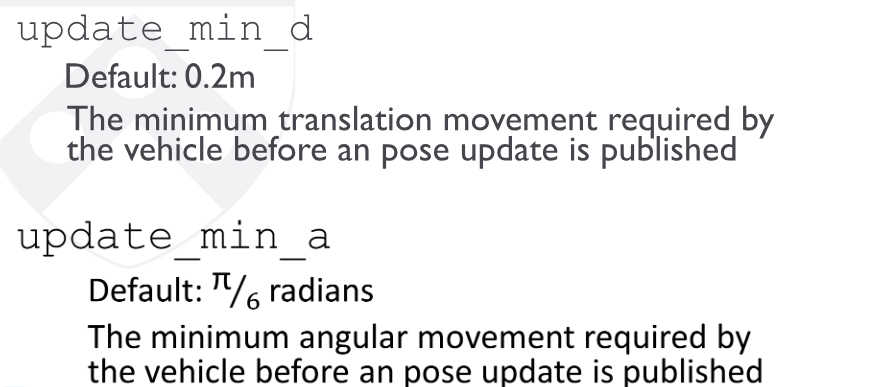 update_min_d
Default: 0.2m
The minimum translation movement required by
the vehicle before an pose update is published
update_min_a
Default: π/6 radians
The minimum angular movement required by
the vehicle before an pose update is published